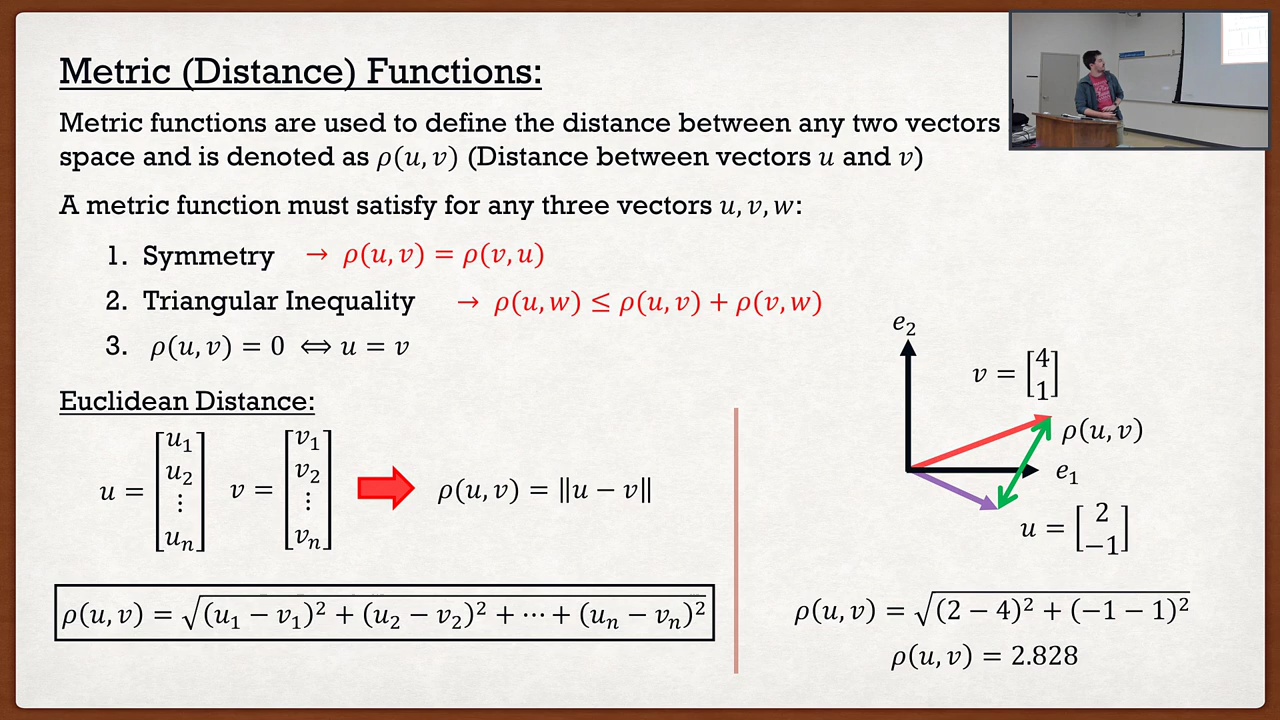 Metric (Distance) Functions:
Metric functions are used to define the distance between any two vectors
space and is denoted as ρ(u, v) (Distance between vectors u and v)
A metric function must satisfy for any three vectors u, v, w:
1. Symmetry → ρ(u, v) = ρ(v, u)
2. Triangular Inequality → ρ(u, w) ≤ ρ(u, v) + ρ(v, w)
3. ρ(u, v) = 0 ⟺ u = v
Euclidean Distance:
u = [u₁ u₂ ⋮ uₙ] v = [v₁ v₂ ⋮ vₙ] ρ(u, v) = ‖u − v‖
ρ(u, v) = √((u₁ − v₁)² + (u₂ − v₂)² + ⋯ + (uₙ − vₙ)²)
e₂
v = [4 1]
ρ(u, v)
e₁
u = [2 −1]
ρ(u, v) = √((2 − 4)² + (−1 − 1)²)
ρ(u, v) = 2.828